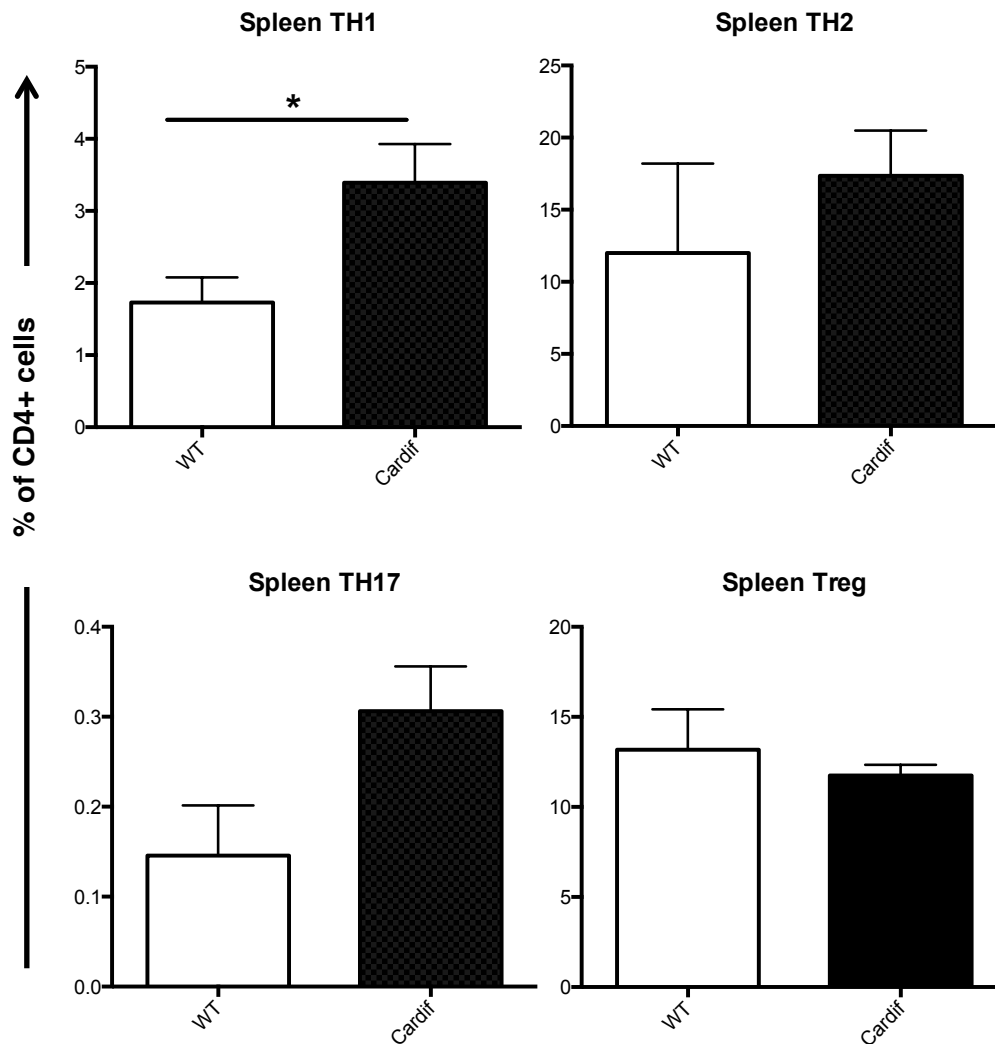 % of CD4+ cells
Spleen TH1
5
4
3
2
1
0
*
WT
Cardif
Spleen TH2
25
20
15
10
5
0
WT
Cardif
Spleen TH17
0.4
0.3
0.2
0.1
0.0
WT
Cardif
Spleen Treg
20
15
10
5
0
WT
Cardif